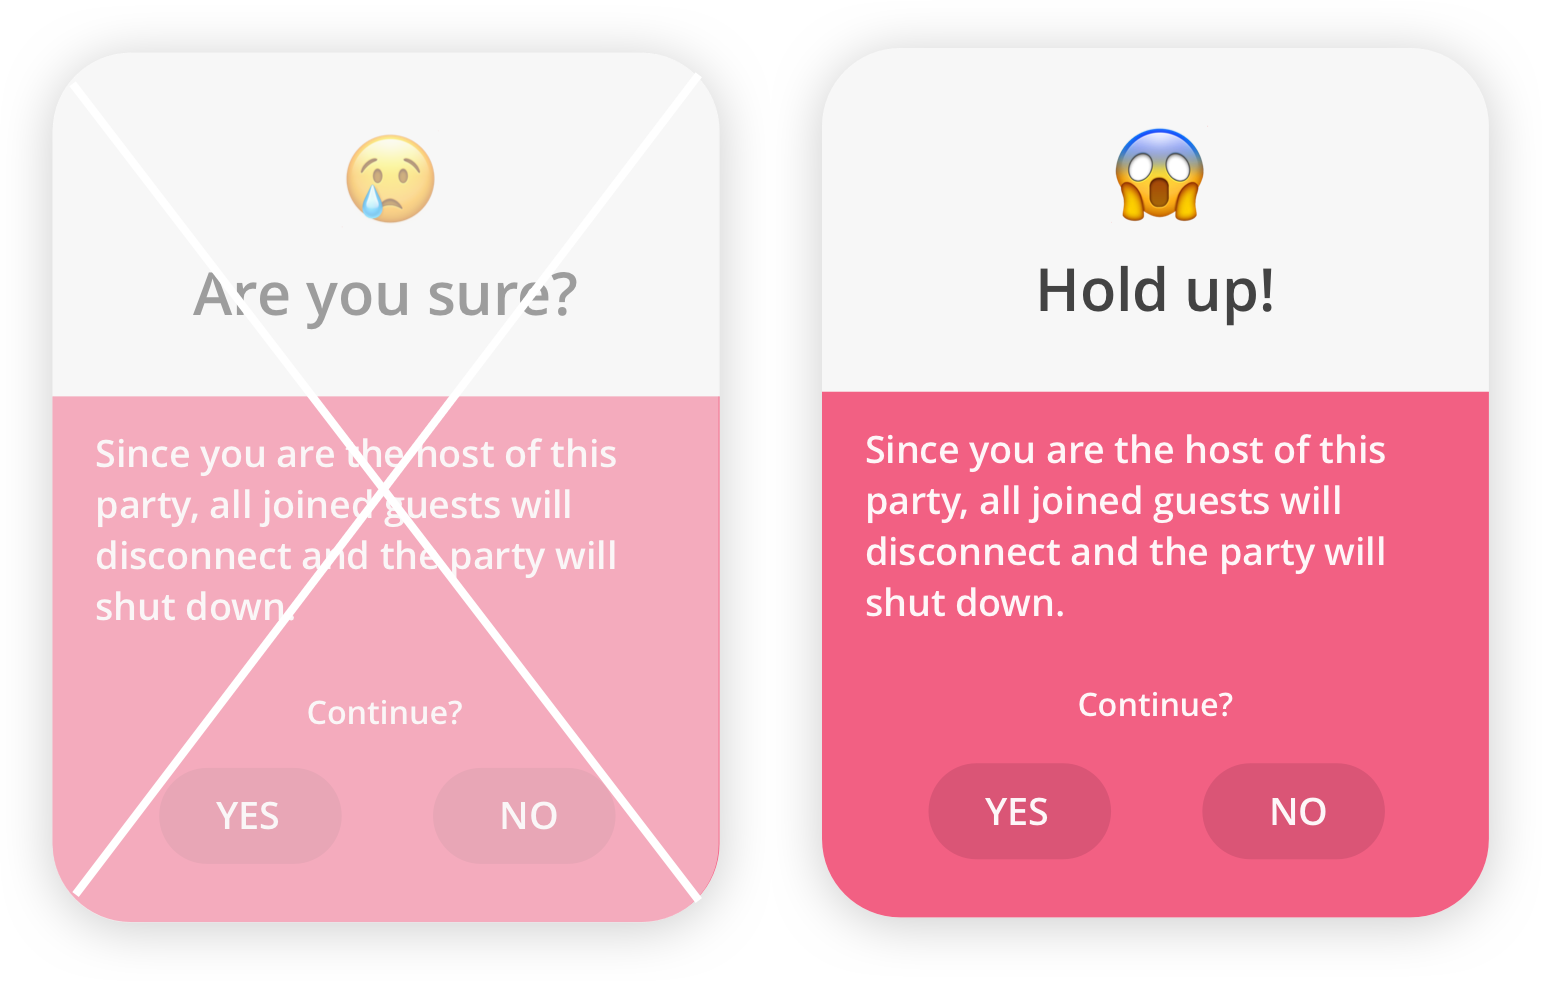 Are you sure?
Since you are the host of this
party, all joined guests will
disconnect and the party will
shut down.
Continue?
YES
NO
Hold up!
Since you are the host of this
party, all joined guests will
disconnect and the party will
shut down.
Continue?
YES
NO